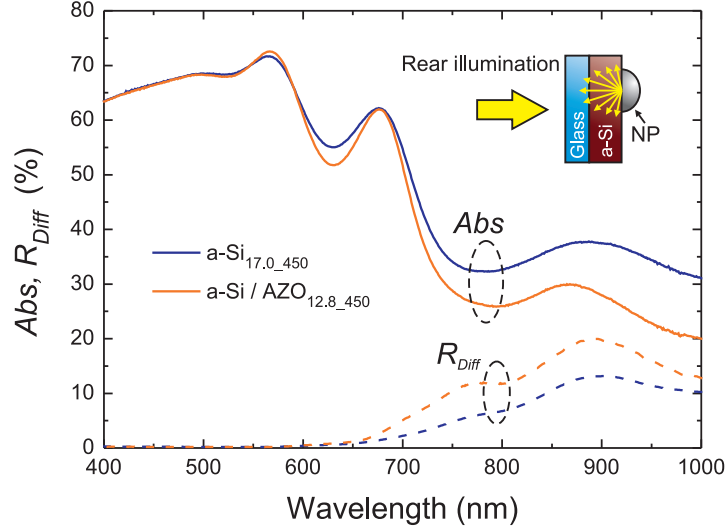 80
70
60
50
40
30
20
10
0
Abs, R_Diff (%)
Rear illumination
Glass
a-Si
NP
Abs
a-Si17.0_450
a-Si / AZO12.8_450
R_Diff
400 500 600 700 800 900 1000
Wavelength (nm)